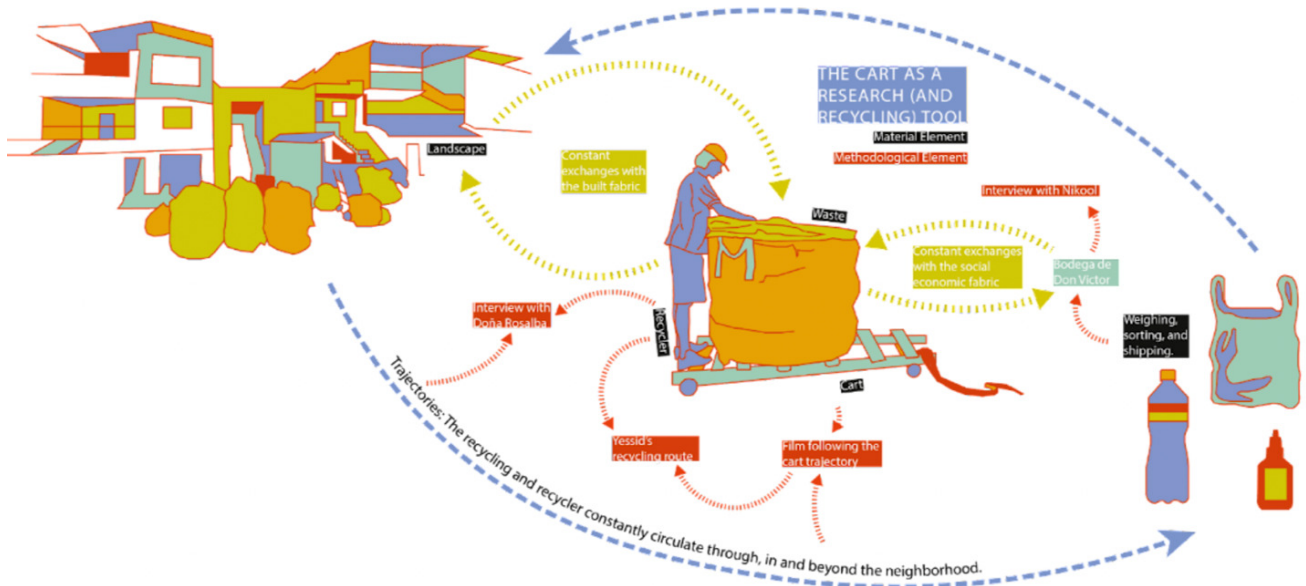 THE CART AS A
RESEARCH (AND
RECYCLING) TOOL
Material Element
Methodological Element
Landscape
Constant
exchanges with
the built fabric
Waste
Interview with Nikool
Constant exchanges
with the social
economic fabric
Bodega de
Don Victor
Interview with
Doña Rosalba
Recycler
Weighing,
sorting, and
shipping.
Cart
Yessid's
recycling route
Film following the
cart trajectory
Trajectories: The recycling and recycler constantly circulate through, in and beyond the neighborhood.